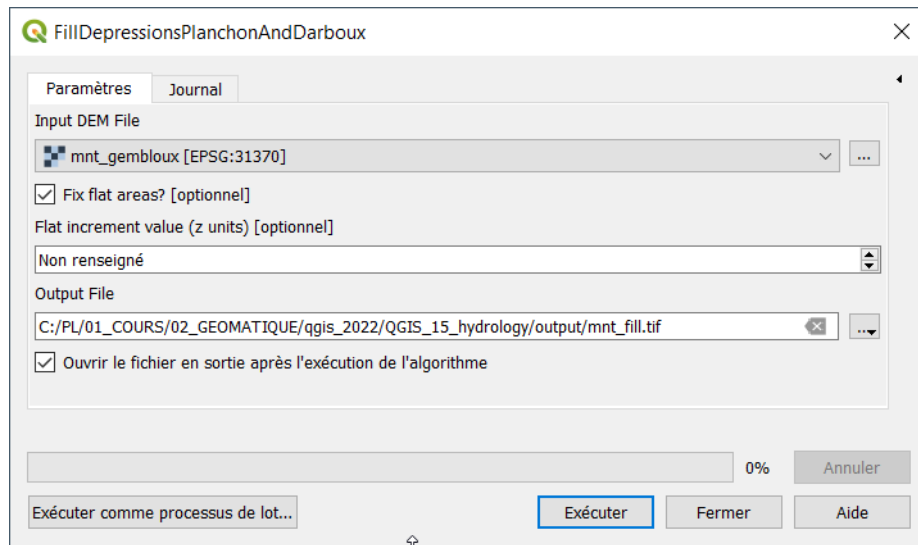 FillDepressionsPlanchonAndDarboux
Paramètres
Journal
Input DEM File
mnt_gembloux [EPSG:31370]
...
Fix flat areas? [optionnel]
Flat increment value (z units) [optionnel]
Non renseigné
Output File
C:/PL/01_COURS/02_GEOMATIQUE/qgis_2022/QGIS_15_hydrology/output/mnt_fill.tif
...
Ouvrir le fichier en sortie après l'exécution de l'algorithme
0%
Annuler
Exécuter comme processus de lot...
Exécuter
Fermer
Aide